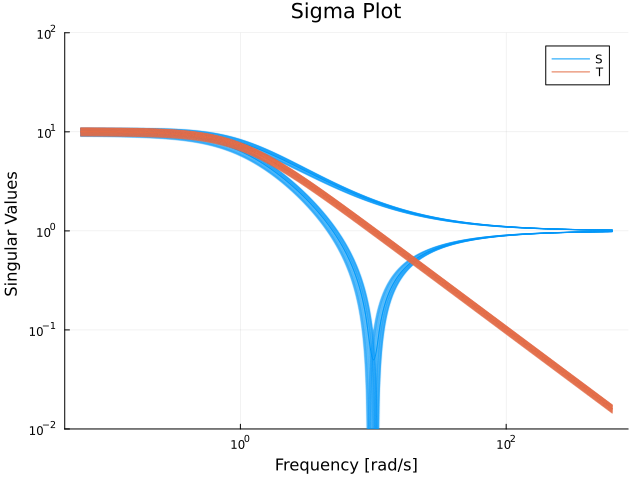 Sigma Plot
10²
10¹
10⁰
10⁻¹
10⁻²
Singular Values
S
T
10⁰
10²
Frequency [rad/s]